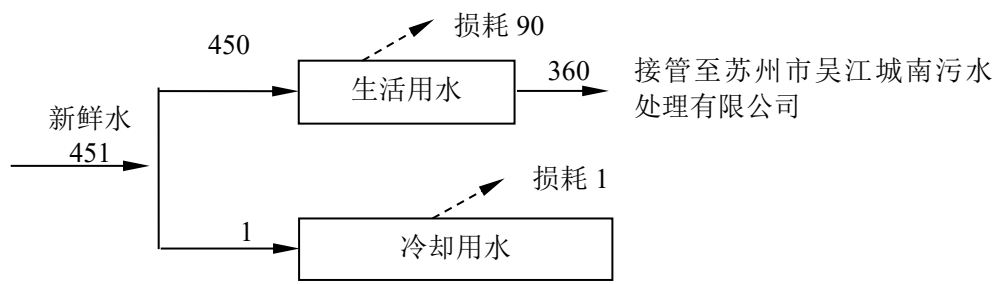 损耗 90
450
360
生活用水
接管至苏州市吴江城南污水
处理有限公司
新鲜水
451
损耗 1
1
冷却用水